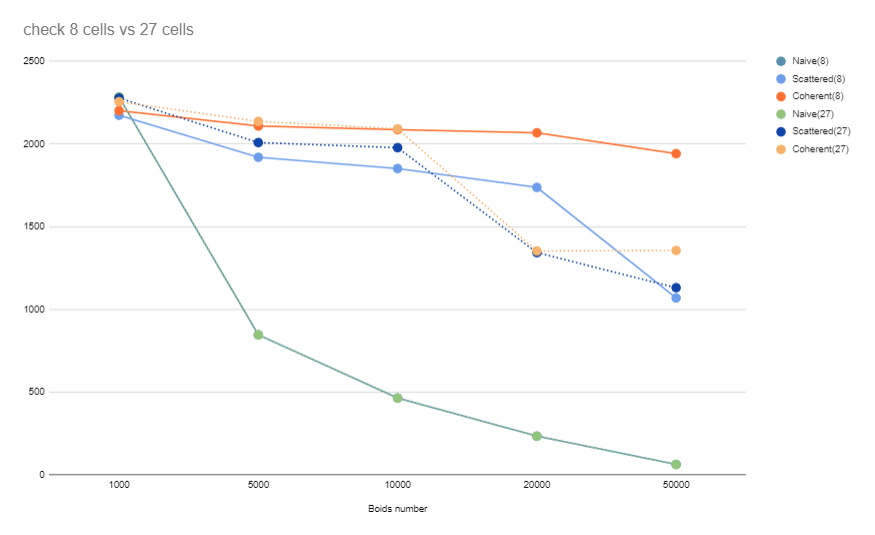 check 8 cells vs 27 cells
2500
2000
1500
1000
500
0
1000 5000 10000 20000 50000
Boids number
Naive(8)
Scattered(8)
Coherent(8)
Naive(27)
Scattered(27)
Coherent(27)